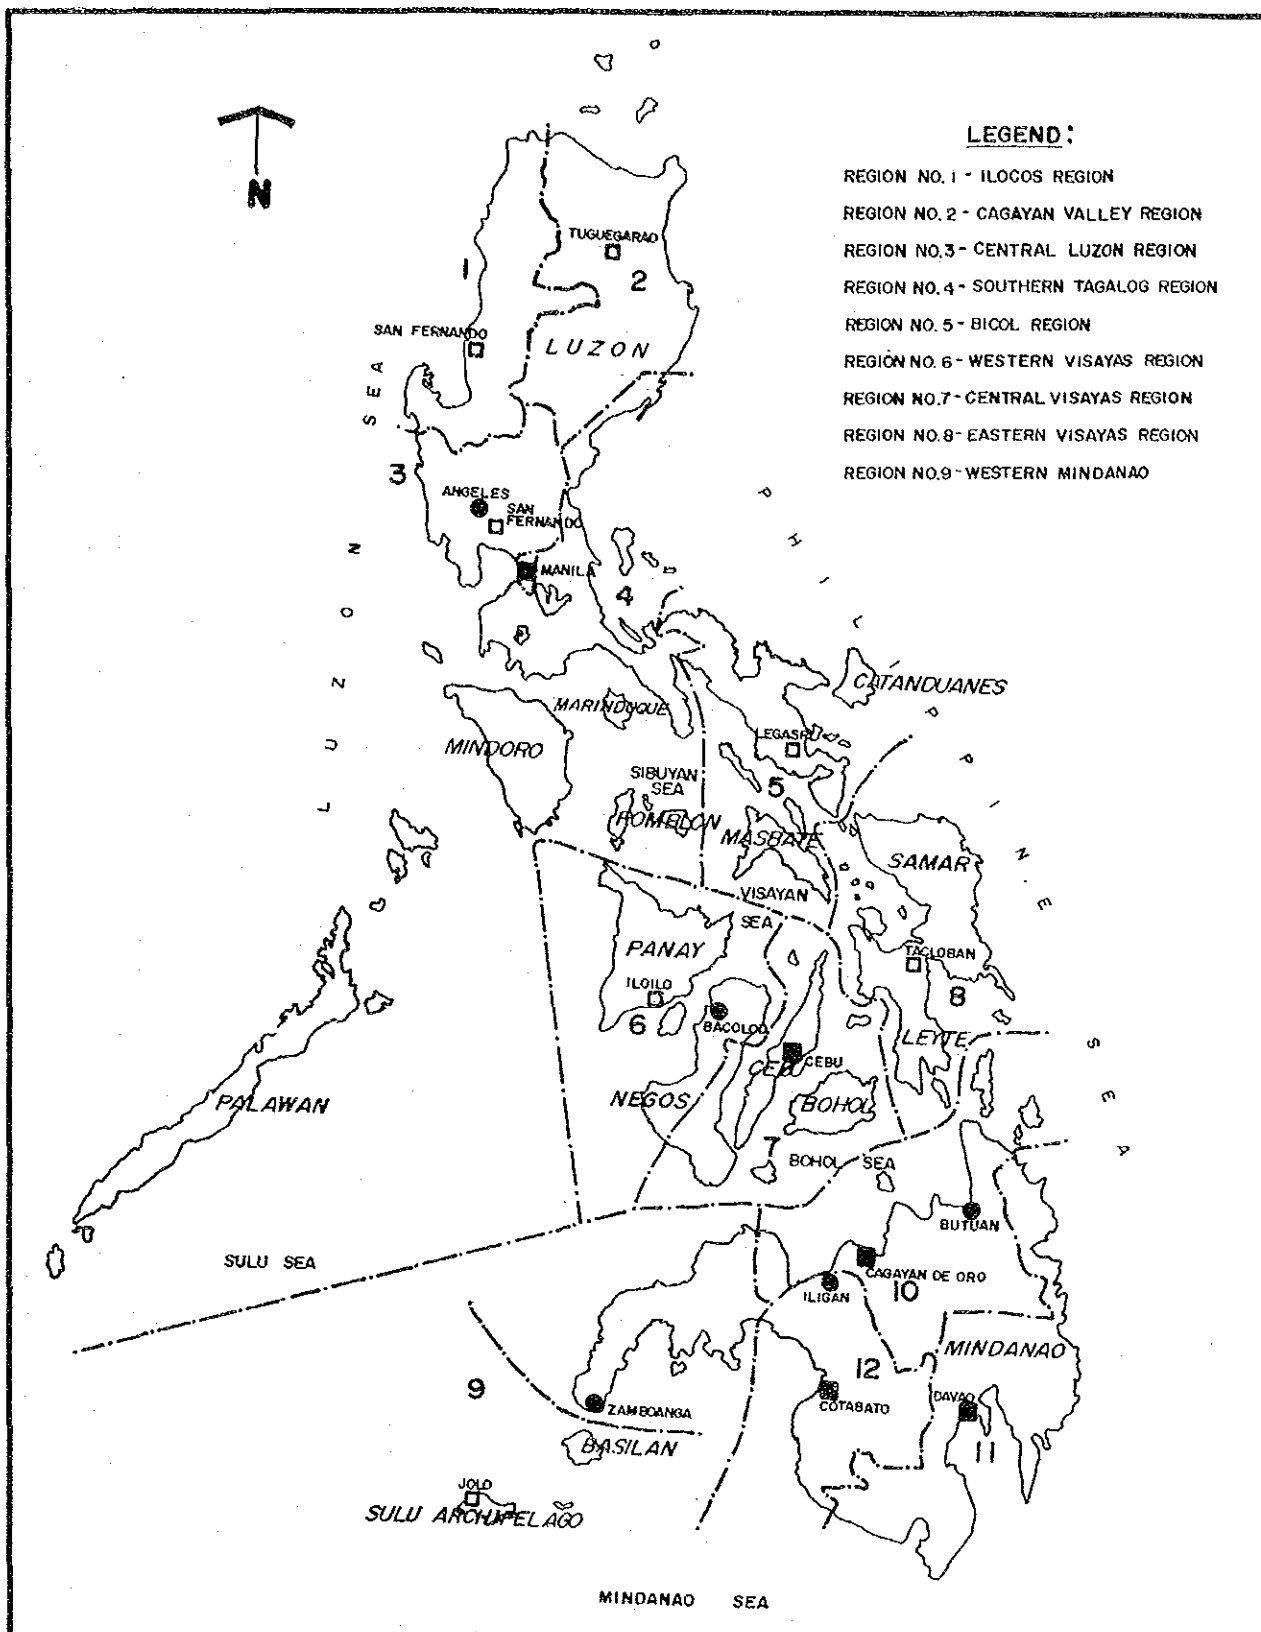 N
LEGEND:
REGION NO. 1 - ILOCOS REGION
REGION NO. 2 - CAGAYAN VALLEY REGION
REGION NO. 3 - CENTRAL LUZON REGION
REGION NO. 4 - SOUTHERN TAGALOG REGION
REGION NO. 5 - BICOL REGION
REGION NO. 6 - WESTERN VISAYAS REGION
REGION NO. 7 - CENTRAL VISAYAS REGION
REGION NO. 8 - EASTERN VISAYAS REGION
REGION NO. 9 - WESTERN MINDANAO
TUGUEGARAO
1
2
SAN FERNANDO
LUZON
LUZON SEA
3
ANGELES
SAN
FERNANDO
MANILA
4
PHILIPPINE SEA
CATANDUANES
MARINDUQUE
LEGASPI
MINDORO
SIBUYAN
SEA
5
ROMBLON
MASBATE
SAMAR
VISAYAN
SEA
PANAY
TACLOBAN
ILOILO
6
BACOLOD
8
LEYTE
CEBU
CEBU
PALAWAN
NEGOS
BOHOL
7
BOHOL SEA
BUTUAN
SULU SEA
CAGAYAN DE ORO
ILIGAN
10
MINDANAO
9
12
ZAMBOANGA
COTABATO
DAVAO
BASILAN
11
JOLO
SULU ARCHIPELAGO
MINDANAO SEA